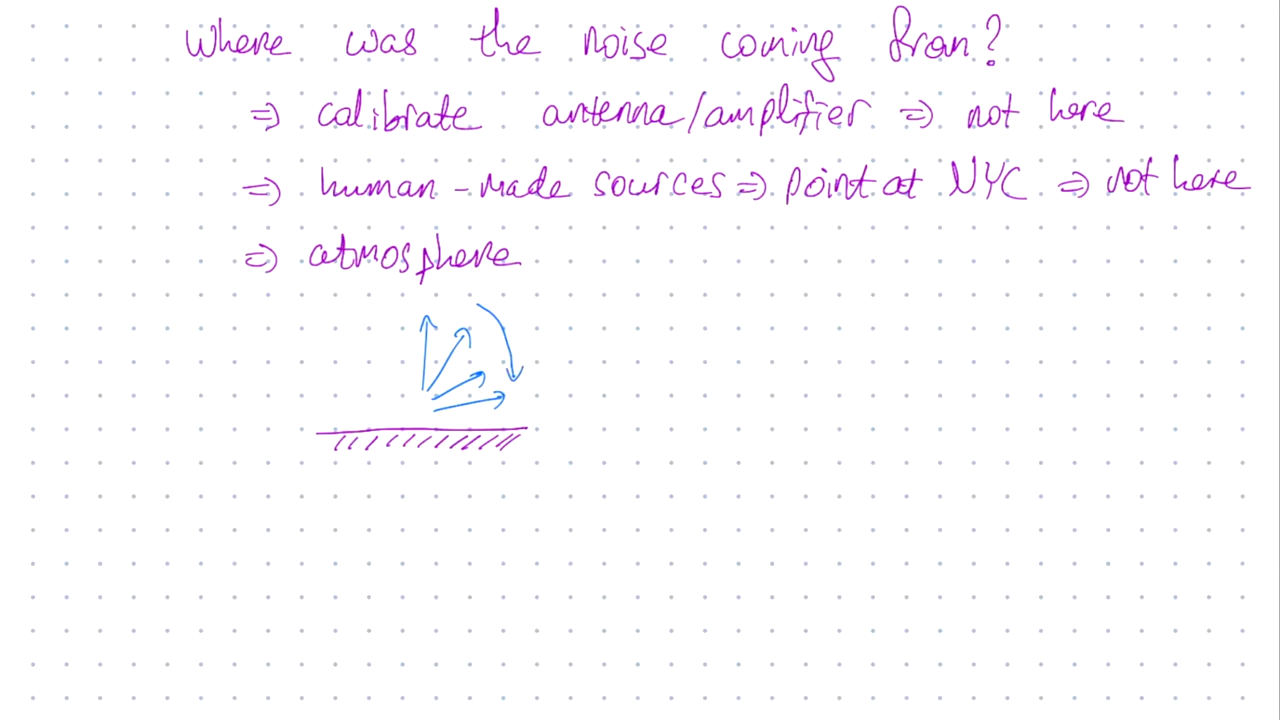 Where was the noise coming from?
⇒ calibrate antenna/amplifier ⇒ not here
⇒ human-made sources ⇒ point at NYC ⇒ not here
⇒ atmosphere